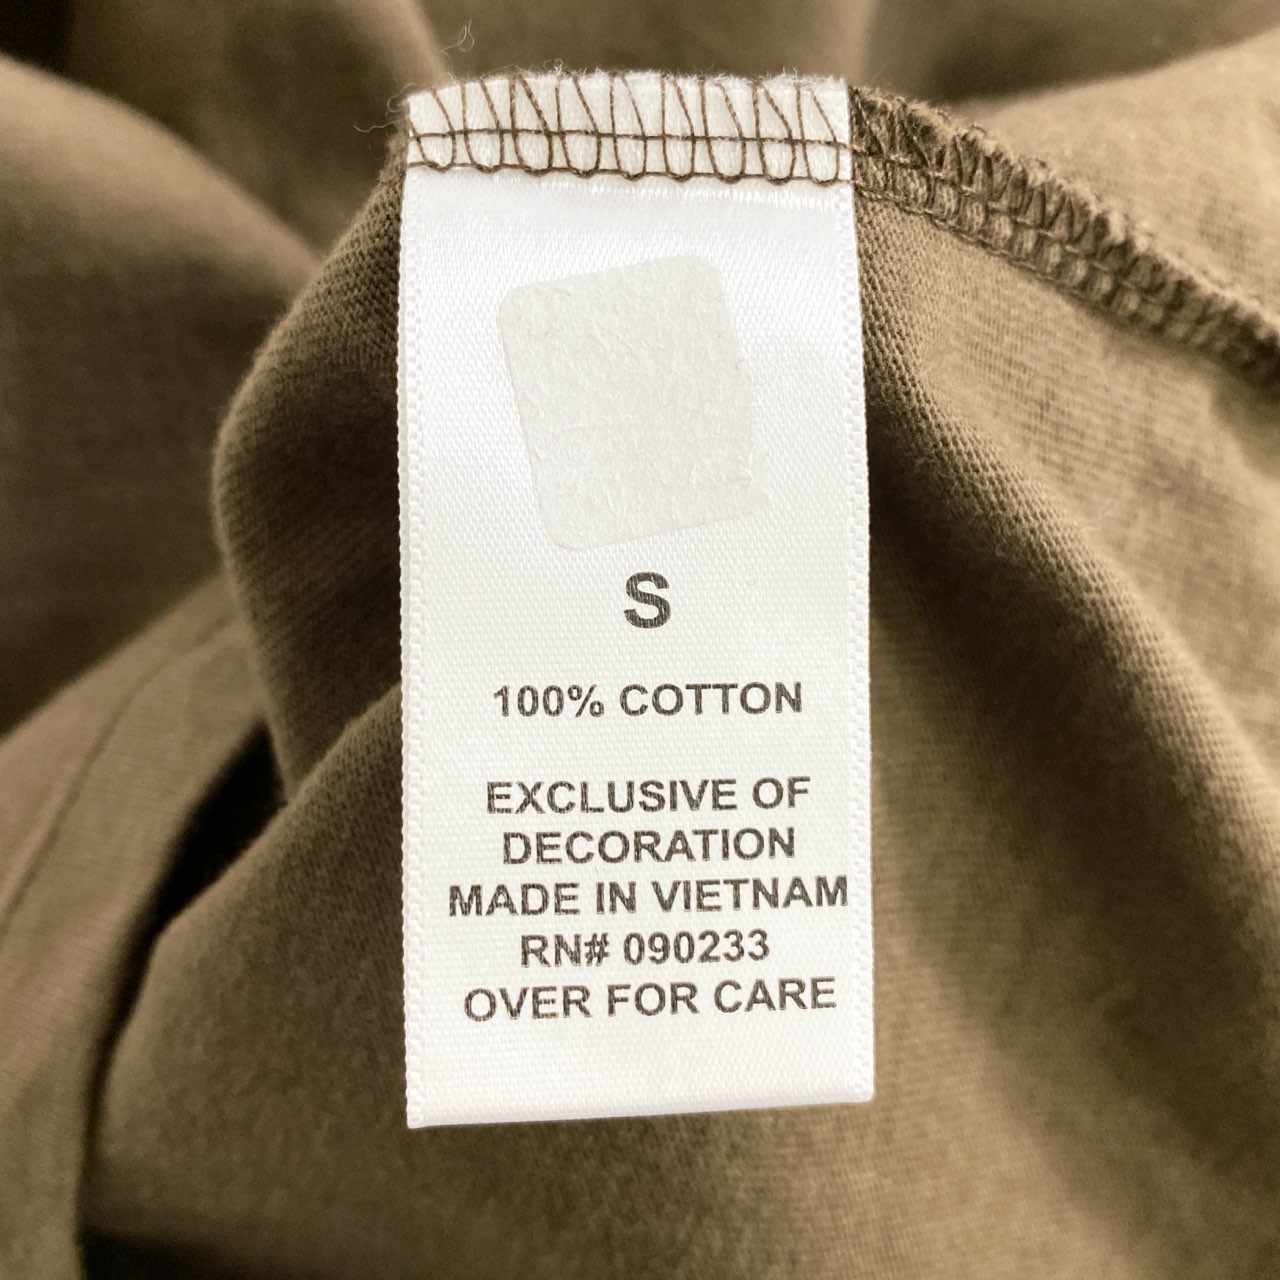 S
100% COTTON
EXCLUSIVE OF
DECORATION
MADE IN VIETNAM
RN# 090233
OVER FOR CARE